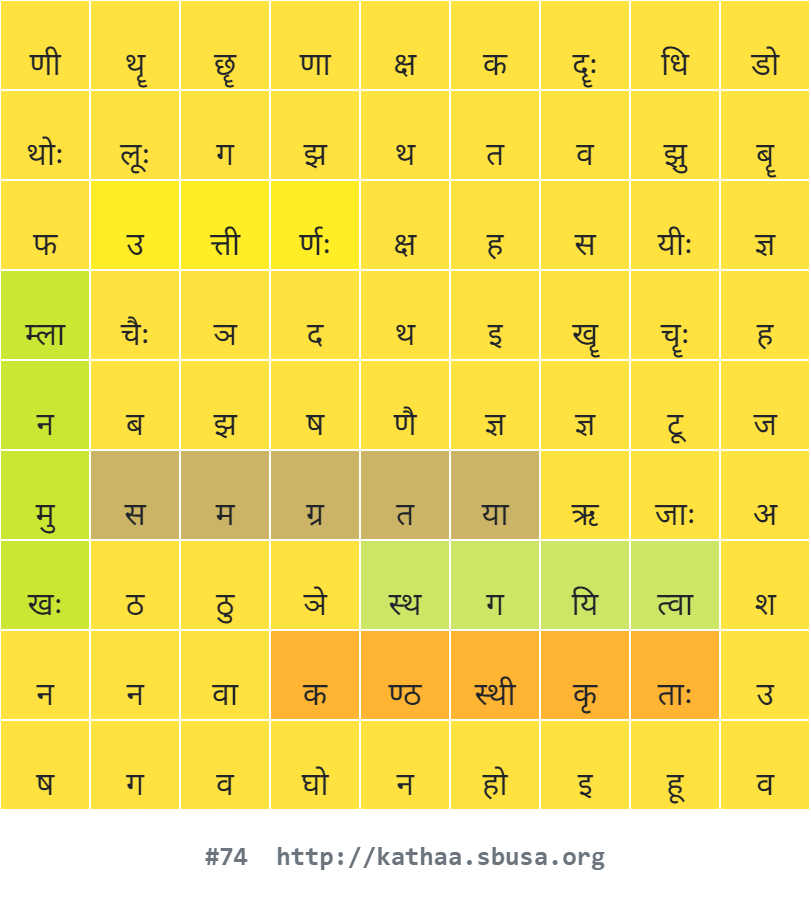 णी थॄ छॄ णा क्ष क दॄः धि डो
थोः लूः ग झ थ त व झु बॄ
फ उ त्ती र्णः क्ष ह स यीः ज्ञ
म्ला चैः ञ द थ इ खॄ चॄः ह
न ब झ ष णै ज्ञ ज्ञ टू ज
मु स म ग्र त या ऋ जाः अ
खः ठ ठु ञे स्थ ग यि त्वा श
न न वा क ण्ठ स्थी कृ ताः उ
ष ग व घो न हो इ हू व
#74 http://kathaa.sbusa.org